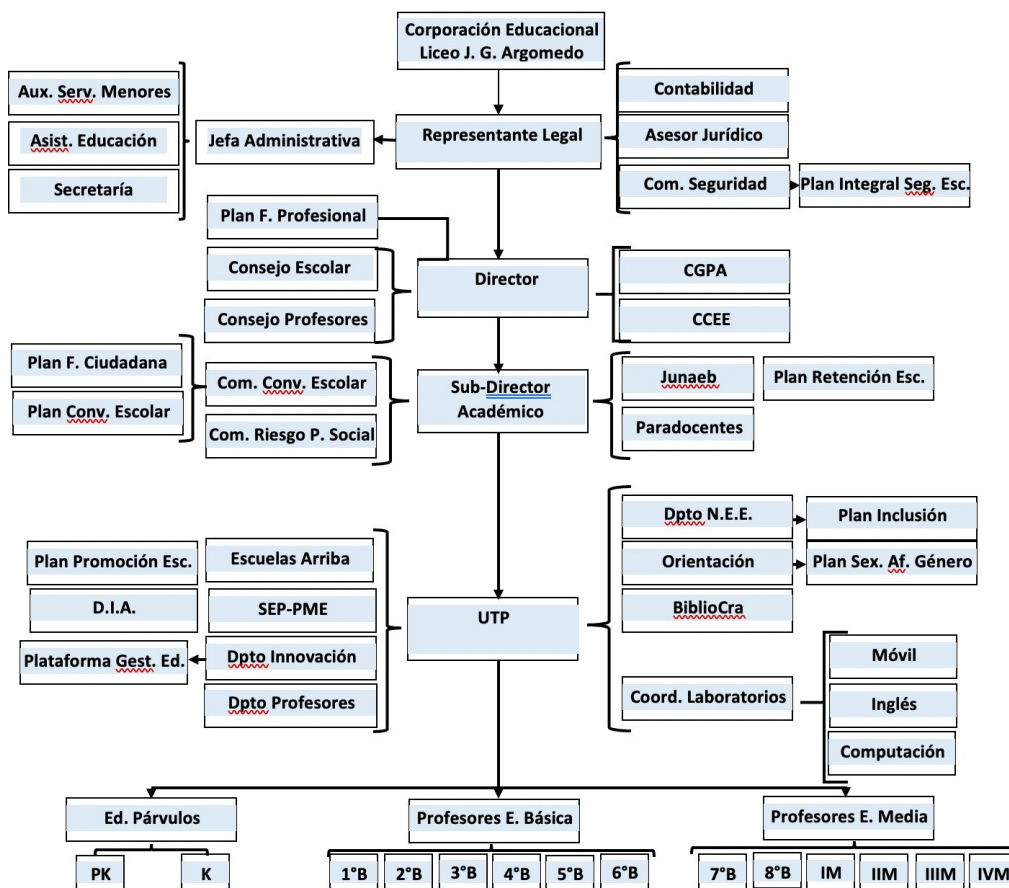 Corporación Educacional
Liceo J. G. Argomedo
Aux. Serv. Menores
Asist. Educación
Secretaría
Jefa Administrativa
Representante Legal
Contabilidad
Asesor Jurídico
Com. Seguridad
Plan Integral Seg. Esc.
Plan F. Profesional
Consejo Escolar
Consejo Profesores
Director
CGPA
CCEE
Plan F. Ciudadana
Plan Conv. Escolar
Com. Conv. Escolar
Com. Riesgo P. Social
Sub-Director
Académico
Junaeb
Plan Retención Esc.
Paradocentes
Plan Promoción Esc.
D.I.A.
Plataforma Gest. Ed.
Escuelas Arriba
SEP-PME
Dpto Innovación
Dpto Profesores
UTP
Dpto N.E.E.
Plan Inclusión
Orientación
Plan Sex. Af. Género
BiblioCra
Coord. Laboratorios
Móvil
Inglés
Computación
Ed. Párvulos
Profesores E. Básica
Profesores E. Media
PK
K
1°B
2°B
3°B
4°B
5°B
6°B
7°B
8°B
IM
IIM
IIIM
IVM